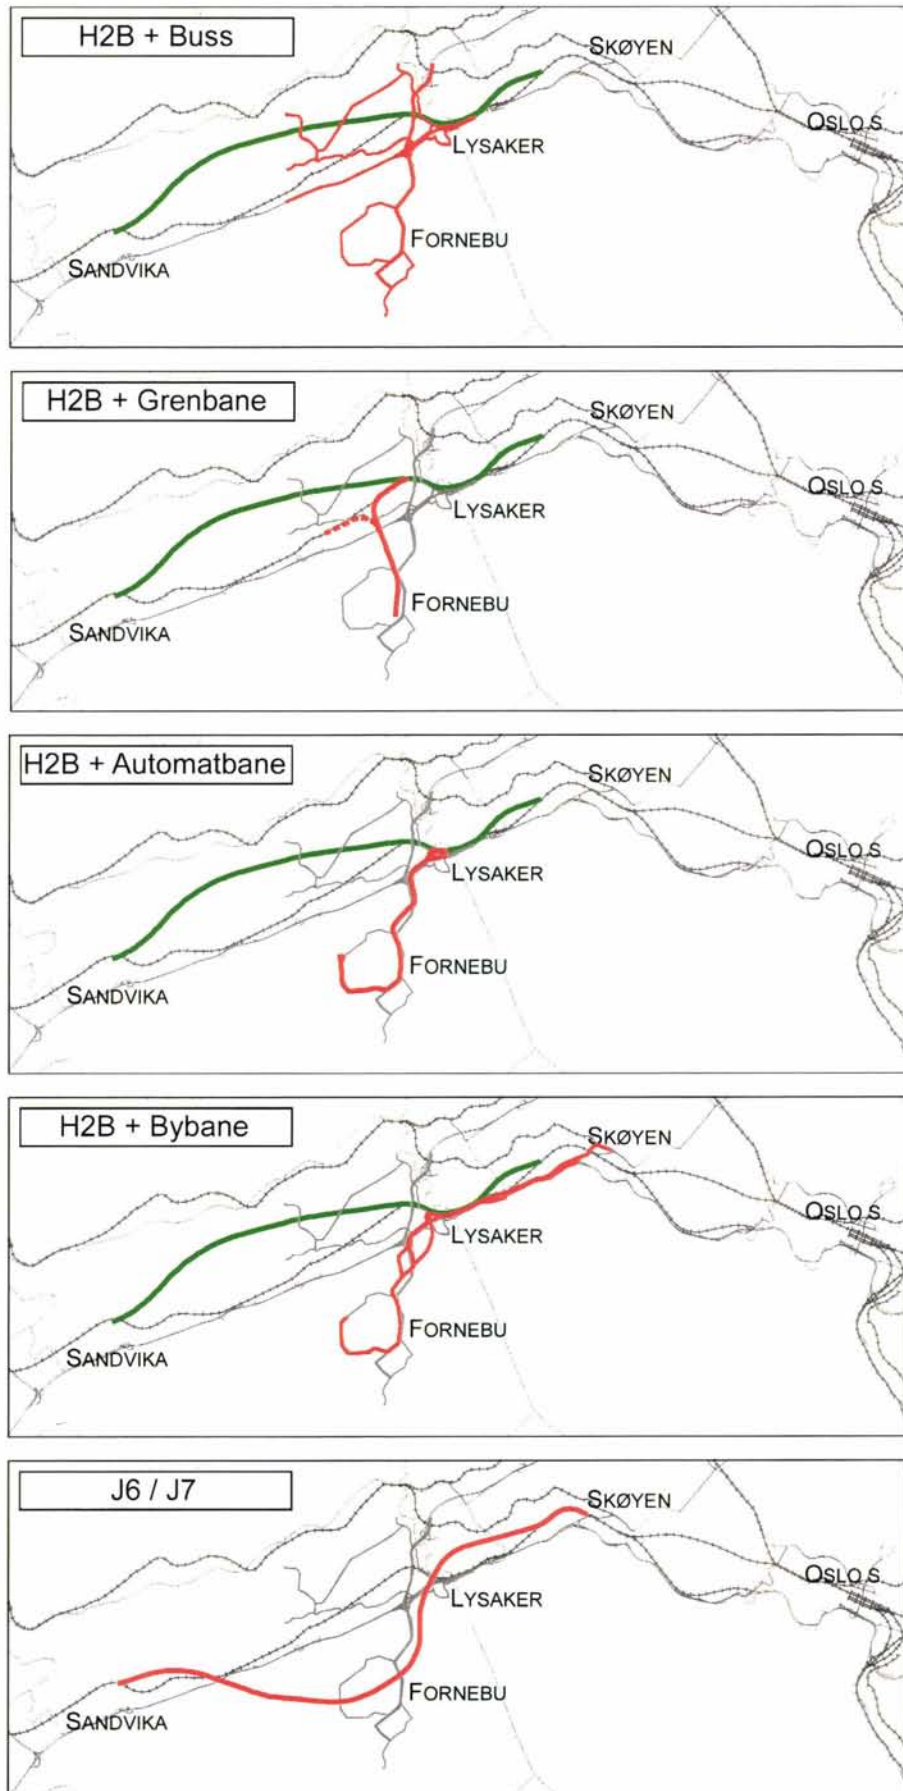 H2B + Buss
SKØYEN
OSLO S.
LYSAKER
FORNEBU
SANDVIKA
H2B + Grenbane
SKØYEN
OSLO S.
LYSAKER
FORNEBU
SANDVIKA
H2B + Automatbane
SKØYEN
OSLO S.
LYSAKER
FORNEBU
SANDVIKA
H2B + Bybane
SKØYEN
OSLO S.
LYSAKER
FORNEBU
SANDVIKA
J6 / J7
SKØYEN
OSLO S.
LYSAKER
FORNEBU
SANDVIKA